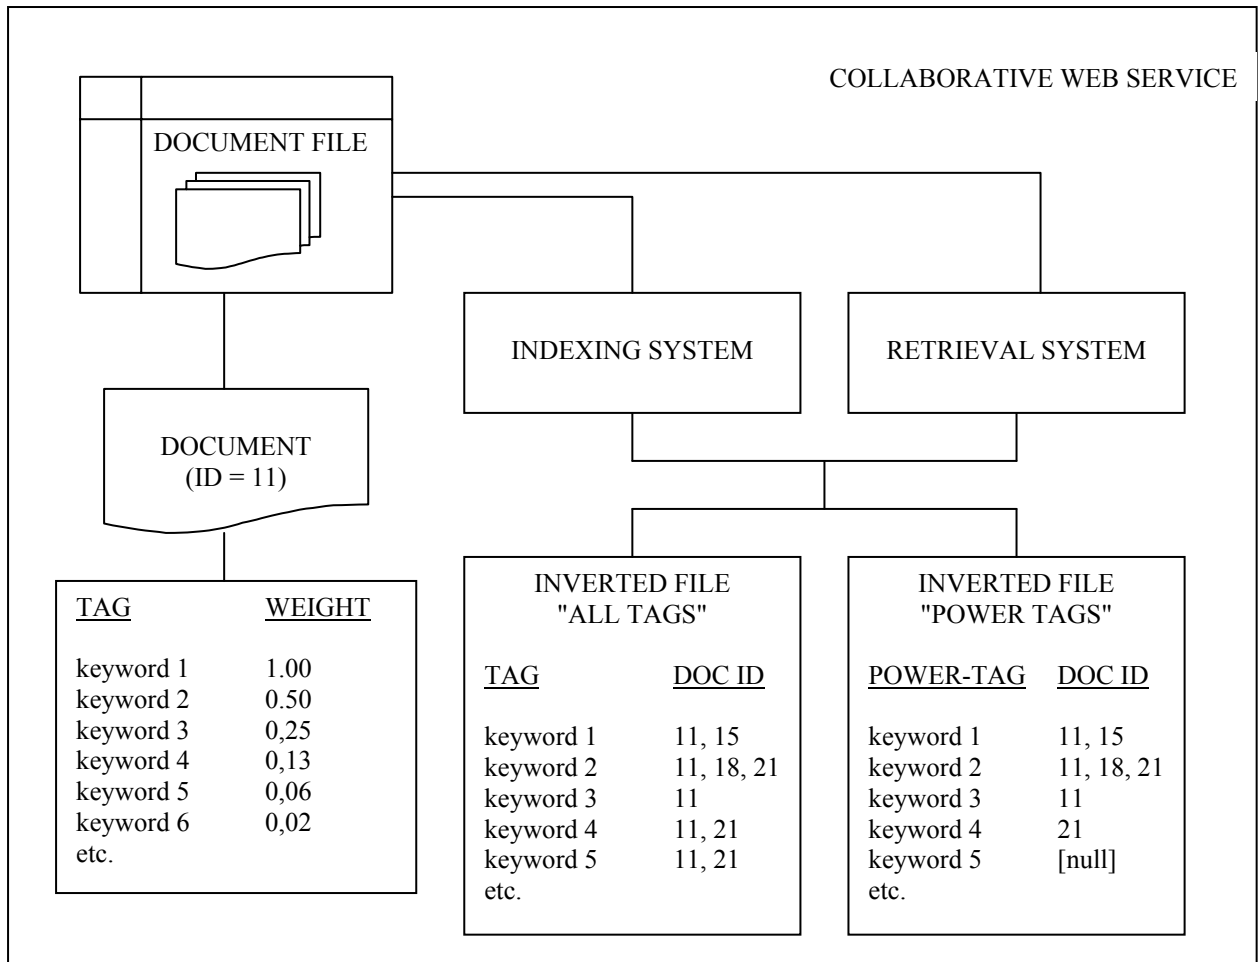 COLLABORATIVE WEB SERVICE
DOCUMENT FILE
INDEXING SYSTEM
RETRIEVAL SYSTEM
DOCUMENT
(ID = 11)
TAG WEIGHT
keyword 1 1.00
keyword 2 0.50
keyword 3 0,25
keyword 4 0,13
keyword 5 0,06
keyword 6 0,02
etc.
INVERTED FILE
"ALL TAGS"
TAG DOC ID
keyword 1 11, 15
keyword 2 11, 18, 21
keyword 3 11
keyword 4 11, 21
keyword 5 11, 21
etc.
INVERTED FILE
"POWER TAGS"
POWER-TAG DOC ID
keyword 1 11, 15
keyword 2 11, 18, 21
keyword 3 11
keyword 4 21
keyword 5 [null]
etc.